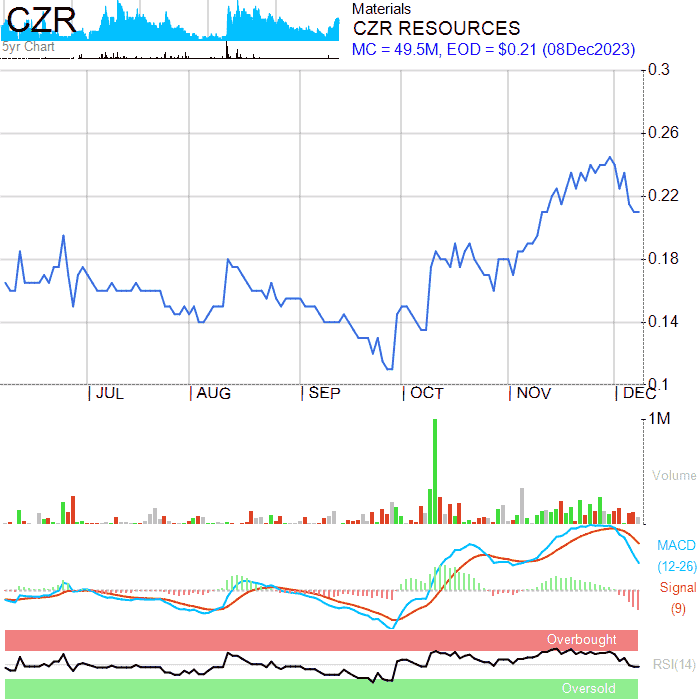 CZR
5yr Chart
Materials
CZR RESOURCES
MC = 49.5M, EOD = $0.21 (08Dec2023)
0.3
0.26
0.22
0.18
0.14
0.1
JUL AUG SEP OCT NOV DEC
1M
Volume
MACD
(12-26)
Signal
(9)
Overbought
RSI(14)
Oversold